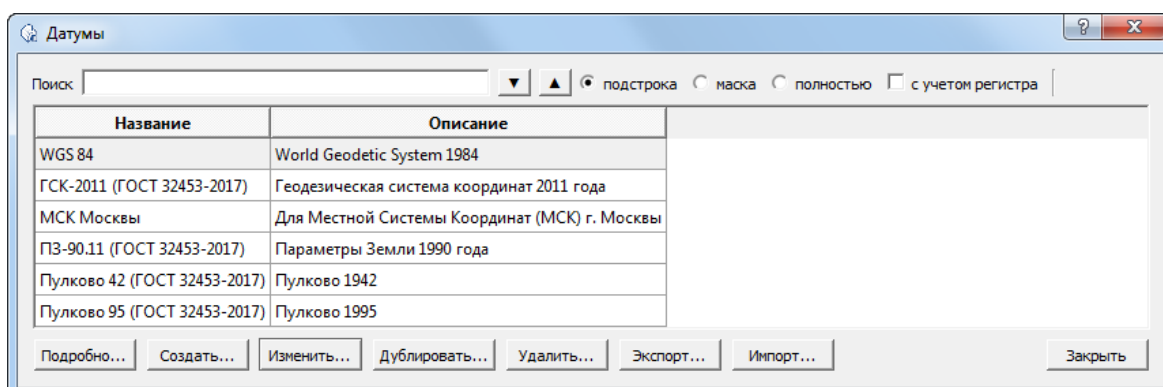 Датумы
Поиск подстрока маска полностью с учетом регистра
Название Описание
WGS 84 World Geodetic System 1984
ГСК-2011 (ГОСТ 32453-2017) Геодезическая система координат 2011 года
МСК Москвы Для Местной Системы Координат (МСК) г. Москвы
ПЗ-90.11 (ГОСТ 32453-2017) Параметры Земли 1990 года
Пулково 42 (ГОСТ 32453-2017) Пулково 1942
Пулково 95 (ГОСТ 32453-2017) Пулково 1995
Подробно... Создать... Изменить... Дублировать... Удалить... Экспорт... Импорт... Закрыть